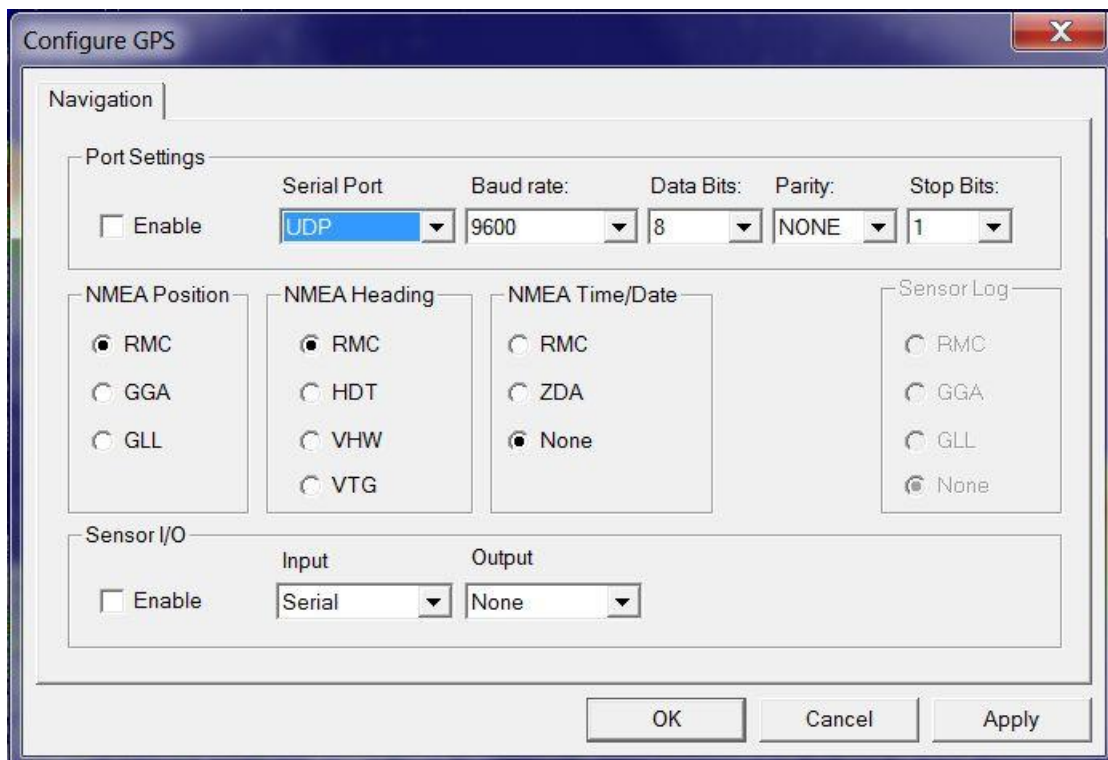 Configure GPS
Navigation
Port Settings
Serial Port Baud rate: Data Bits: Parity: Stop Bits:
Enable UDP 9600 8 NONE 1
NMEA Position NMEA Heading NMEA Time/Date Sensor Log
RMC RMC RMC RMC
GGA HDT ZDA GGA
GLL VHW None GLL
VTG None
Sensor I/O
Input Output
Enable Serial None
OK Cancel Apply